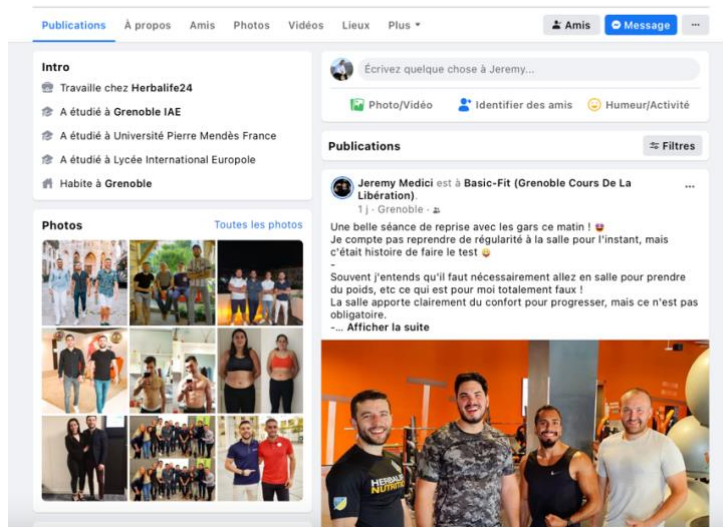 Publications À propos Amis Photos Vidéos Lieux Plus
Amis Message ...
Intro
Travaille chez Herbalife24
A étudié à Grenoble IAE
A étudié à Université Pierre Mendès France
A étudié à Lycée International Europole
Habite à Grenoble
Photos Toutes les photos
Écrivez quelque chose à Jeremy...
Photo/Vidéo Identifier des amis Humeur/Activité
Publications Filtres
Jeremy Medici est à Basic-Fit (Grenoble Cours De La
Libération). ...
1 j · Grenoble ·
Une belle séance de reprise avec les gars ce matin !
Je compte pas reprendre de régularité à la salle pour l'instant, mais
c'était histoire de faire le test
-
Souvent j'entends qu'il faut nécessairement allez en salle pour prendre
du poids, etc ce qui est pour moi totalement faux !
La salle apporte clairement du confort pour progresser, mais ce n'est pas
obligatoire.
-... Afficher la suite
HERBALIFE
NUTRITION